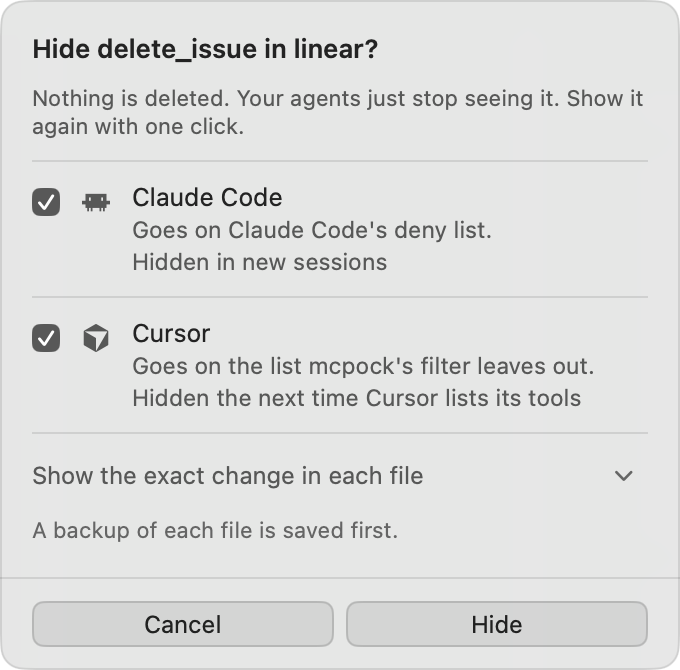 Hide delete_issue in linear?
Nothing is deleted. Your agents just stop seeing it. Show it
again with one click.
Claude Code
Goes on Claude Code's deny list.
Hidden in new sessions
Cursor
Goes on the list mcpock's filter leaves out.
Hidden the next time Cursor lists its tools
Show the exact change in each file
A backup of each file is saved first.
Cancel
Hide